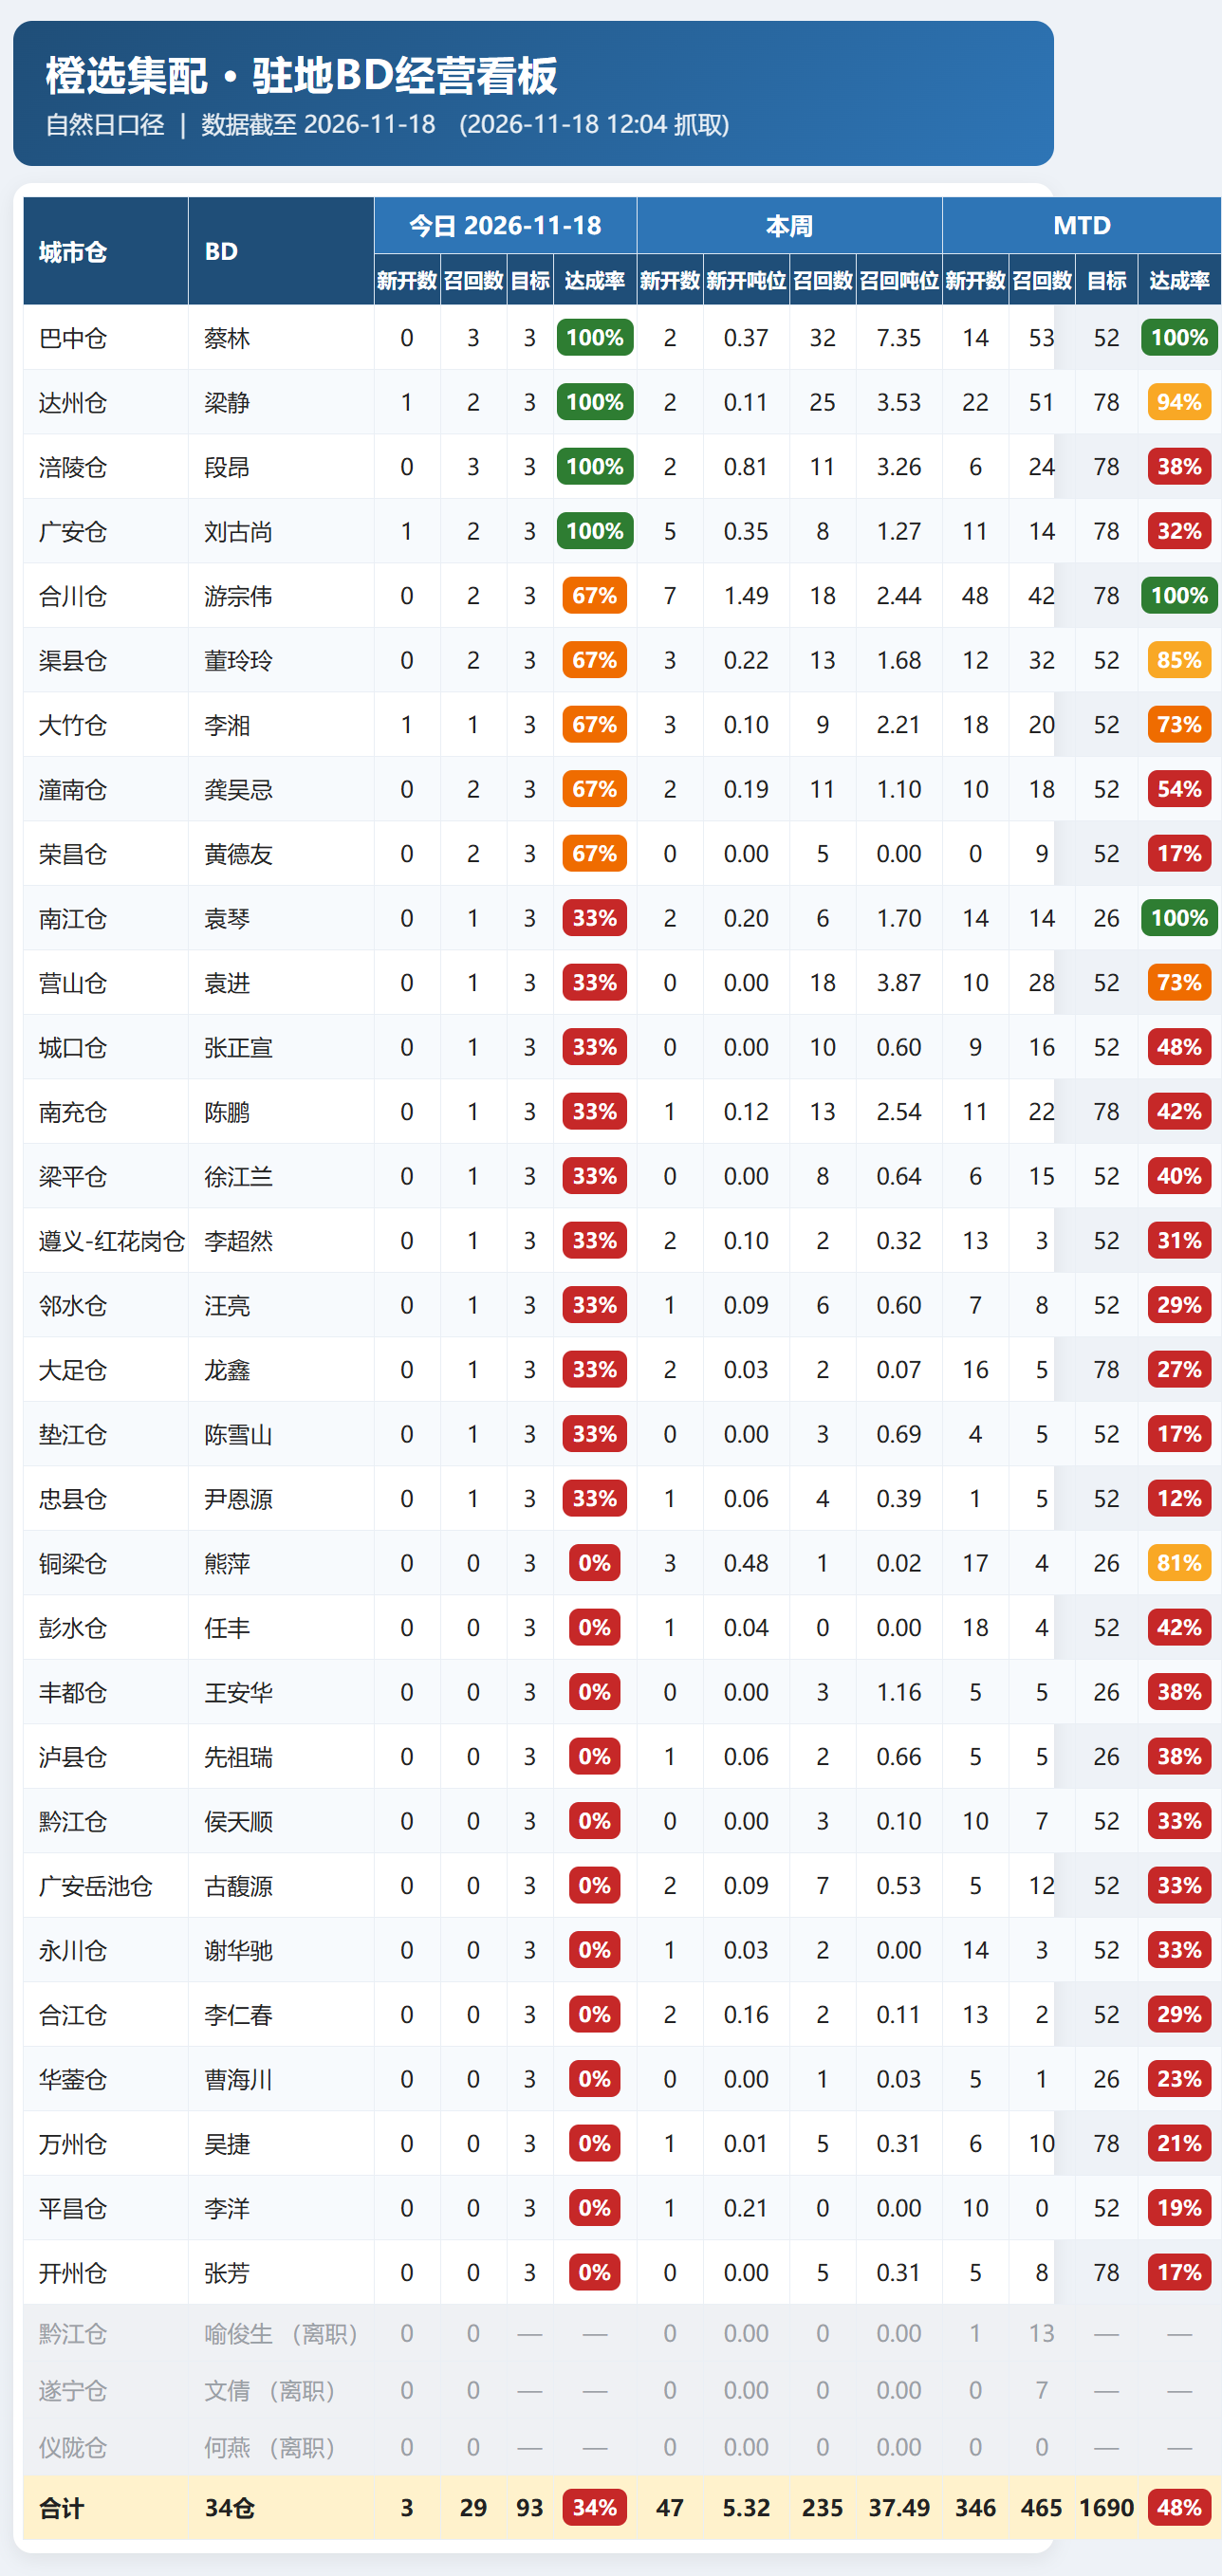 橙选集配 • 驻地BD经营看板
自然日口径 | 数据截至 2026-11-18 (2026-11-18 12:04 抓取)
城市仓 BD 今日 2026-11-18 本周 MTD
新开数 召回数 目标 达成率 新开数 新开吨位 召回数 召回吨位 新开数 召回数 目标 达成率
巴中仓 蔡林 0 3 3 100% 2 0.37 32 7.35 14 53 52 100%
达州仓 梁静 1 2 3 100% 2 0.11 25 3.53 22 51 78 94%
涪陵仓 段昂 0 3 3 100% 2 0.81 11 3.26 6 24 78 38%
广安仓 刘古尚 1 2 3 100% 5 0.35 8 1.27 11 14 78 32%
合川仓 游宗伟 0 2 3 67% 7 1.49 18 2.44 48 42 78 100%
渠县仓 董玲玲 0 2 3 67% 3 0.22 13 1.68 12 32 52 85%
大竹仓 李湘 1 1 3 67% 3 0.10 9 2.21 18 20 52 73%
潼南仓 龚吴忌 0 2 3 67% 2 0.19 11 1.10 10 18 52 54%
荣昌仓 黄德友 0 2 3 67% 0 0.00 5 0.00 0 9 52 17%
南江仓 袁琴 0 1 3 33% 2 0.20 6 1.70 14 14 26 100%
营山仓 袁进 0 1 3 33% 0 0.00 18 3.87 10 28 52 73%
城口仓 张正宣 0 1 3 33% 0 0.00 10 0.60 9 16 52 48%
南充仓 陈鹏 0 1 3 33% 1 0.12 13 2.54 11 22 78 42%
梁平仓 徐江兰 0 1 3 33% 0 0.00 8 0.64 6 15 52 40%
遵义-红花岗仓 李超然 0 1 3 33% 2 0.10 2 0.32 13 3 52 31%
邻水仓 汪亮 0 1 3 33% 1 0.09 6 0.60 7 8 52 29%
大足仓 龙鑫 0 1 3 33% 2 0.03 2 0.07 16 5 78 27%
垫江仓 陈雪山 0 1 3 33% 0 0.00 3 0.69 4 5 52 17%
忠县仓 尹恩源 0 1 3 33% 1 0.06 4 0.39 1 5 52 12%
铜梁仓 熊萍 0 0 3 0% 3 0.48 1 0.02 17 4 26 81%
彭水仓 任丰 0 0 3 0% 1 0.04 0 0.00 18 4 52 42%
丰都仓 王安华 0 0 3 0% 0 0.00 3 1.16 5 5 26 38%
泸县仓 先祖瑞 0 0 3 0% 1 0.06 2 0.66 5 5 26 38%
黔江仓 侯天顺 0 0 3 0% 0 0.00 3 0.10 10 7 52 33%
广安岳池仓 古馥源 0 0 3 0% 2 0.09 7 0.53 5 12 52 33%
永川仓 谢华驰 0 0 3 0% 1 0.03 2 0.00 14 3 52 33%
合江仓 李仁春 0 0 3 0% 2 0.16 2 0.11 13 2 52 29%
华蓥仓 曹海川 0 0 3 0% 0 0.00 1 0.03 5 1 26 23%
万州仓 吴捷 0 0 3 0% 1 0.01 5 0.31 6 10 78 21%
平昌仓 李洋 0 0 3 0% 1 0.21 0 0.00 10 0 52 19%
开州仓 张芳 0 0 3 0% 0 0.00 5 0.31 5 8 78 17%
黔江仓 喻俊生 (离职) 0 0 — — 0 0.00 0 0.00 1 13 — —
遂宁仓 文倩 (离职) 0 0 — — 0 0.00 0 0.00 0 7 — —
仪陇仓 何燕 (离职) 0 0 — — 0 0.00 0 0.00 0 0 — —
合计 34仓 3 29 93 34% 47 5.32 235 37.49 346 465 1690 48%